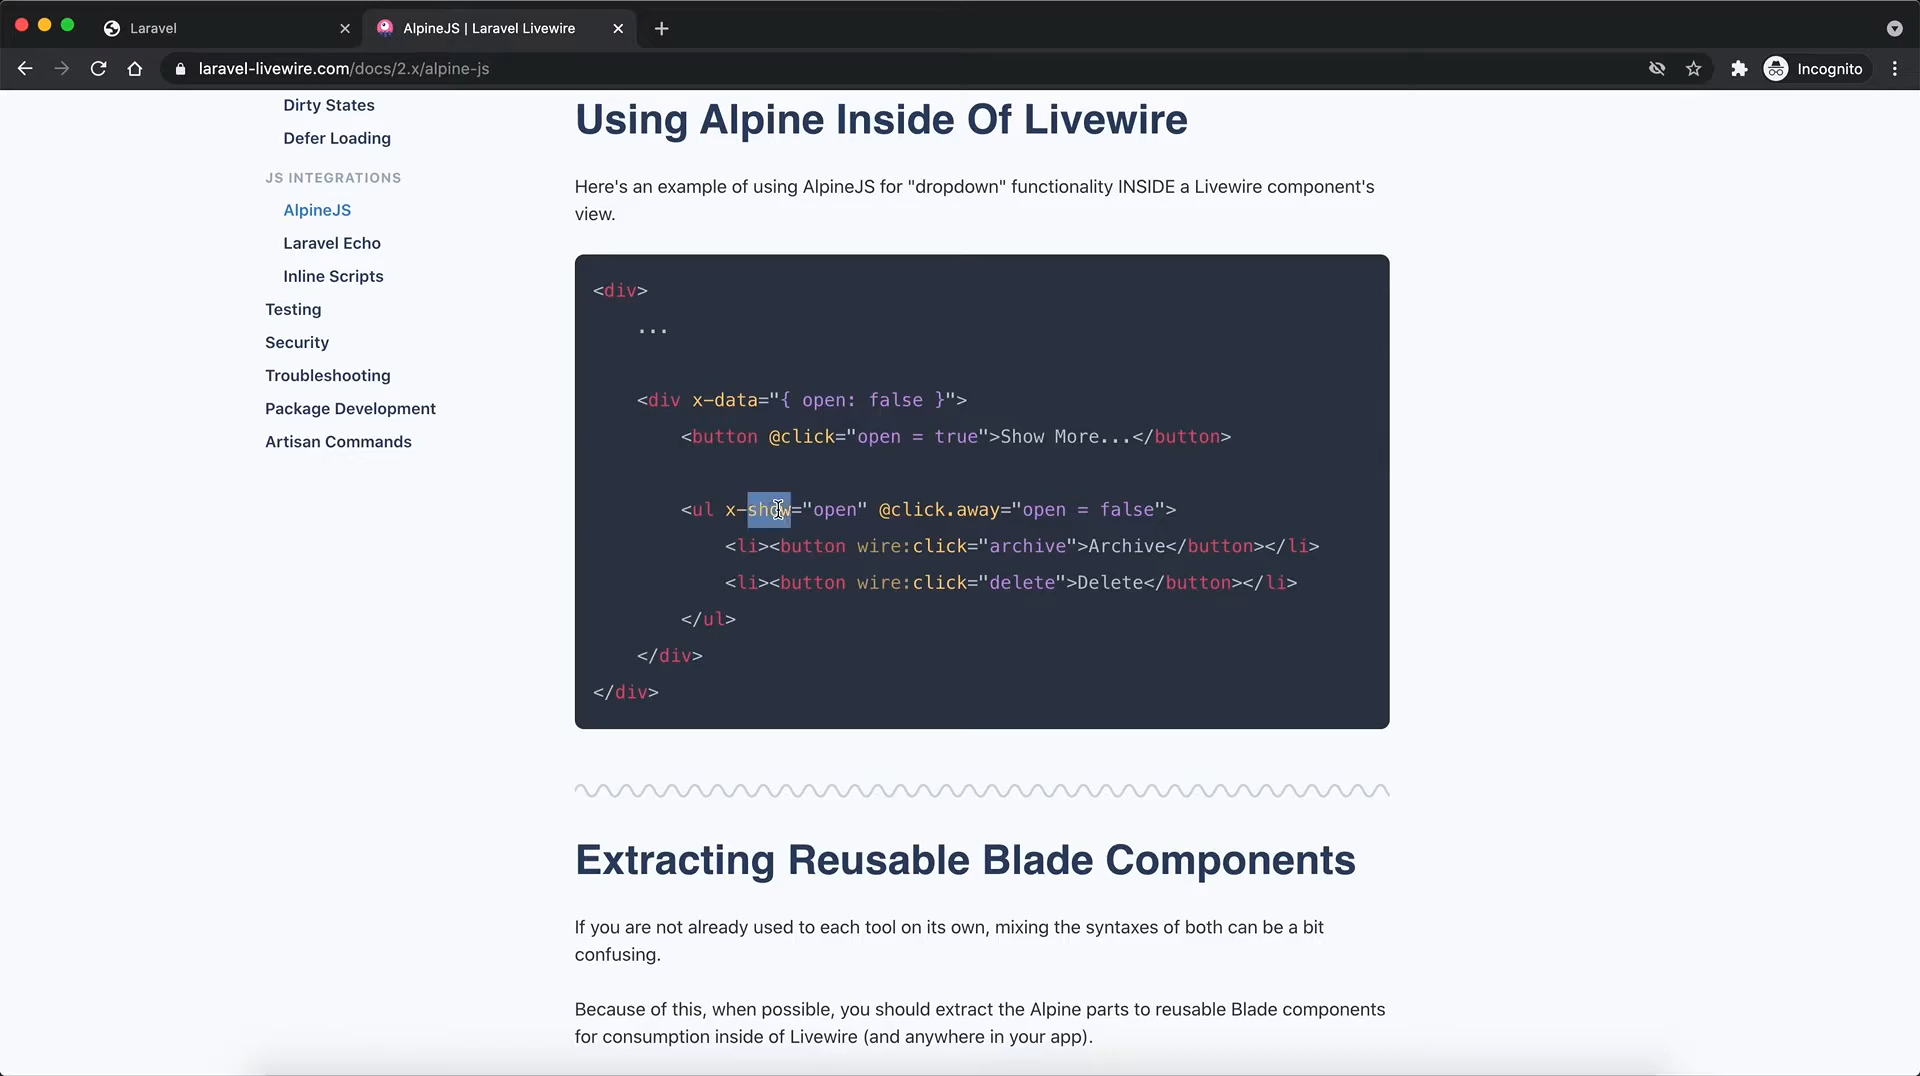 Laravel
AlpineJS | Laravel Livewire
laravel-livewire.com/docs/2.x/alpine-js
Incognito
Dirty States
Defer Loading
JS INTEGRATIONS
AlpineJS
Laravel Echo
Inline Scripts
Testing
Security
Troubleshooting
Package Development
Artisan Commands
Using Alpine Inside Of Livewire
Here's an example of using AlpineJS for "dropdown" functionality INSIDE a Livewire component's
view.
<div>
    ...
    <div x-data="{ open: false }">
        <button @click="open = true">Show More...</button>
        <ul x-show="open" @click.away="open = false">
            <li><button wire:click="archive">Archive</button></li>
            <li><button wire:click="delete">Delete</button></li>
        </ul>
    </div>
</div>
Extracting Reusable Blade Components
If you are not already used to each tool on its own, mixing the syntaxes of both can be a bit
confusing.
Because of this, when possible, you should extract the Alpine parts to reusable Blade components
for consumption inside of Livewire (and anywhere in your app).